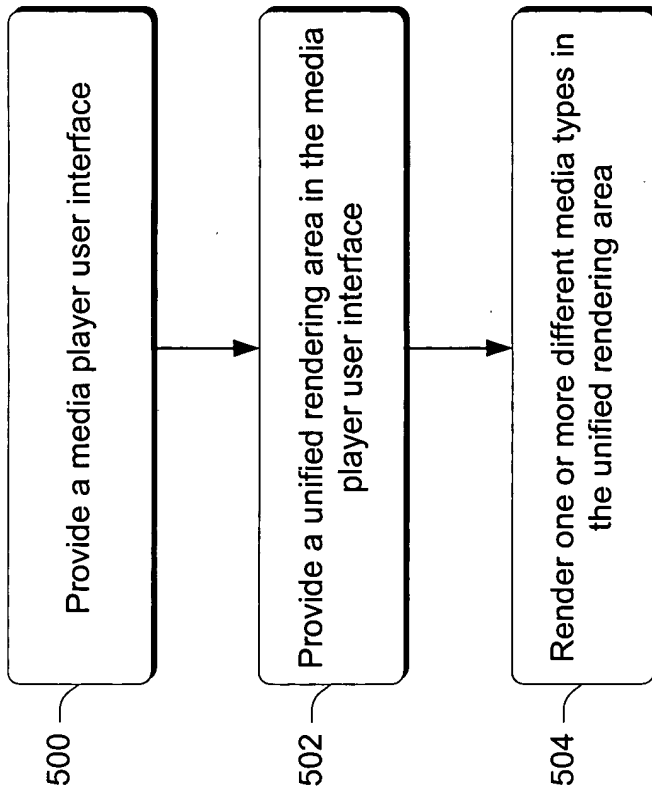 500
Provide a media player user interface
502
Provide a unified rendering area in the media
player user interface
504
Render one or more different media types in
the unified rendering area